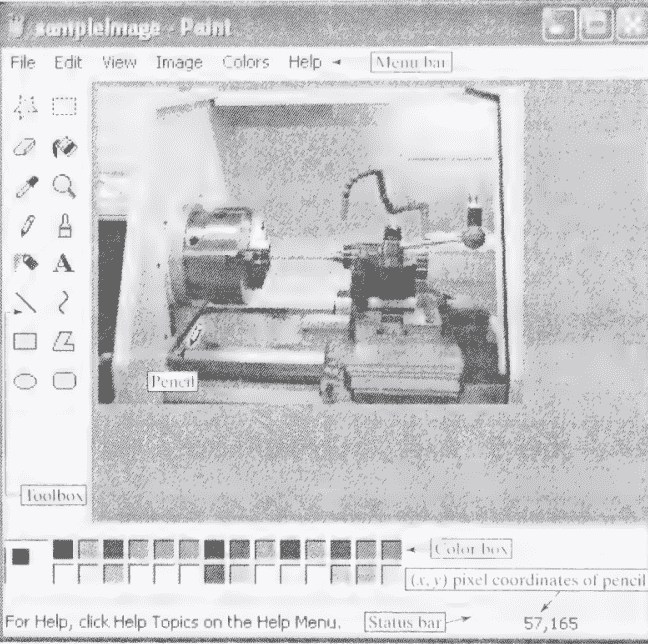 sampleImage - Paint
File Edit View Image Colors Help
Menu bar
A
Pencil
Toolbox
Color box
(x, y) pixel coordinates of pencil
For Help, click Help Topics on the Help Menu.
Status bar
57,165